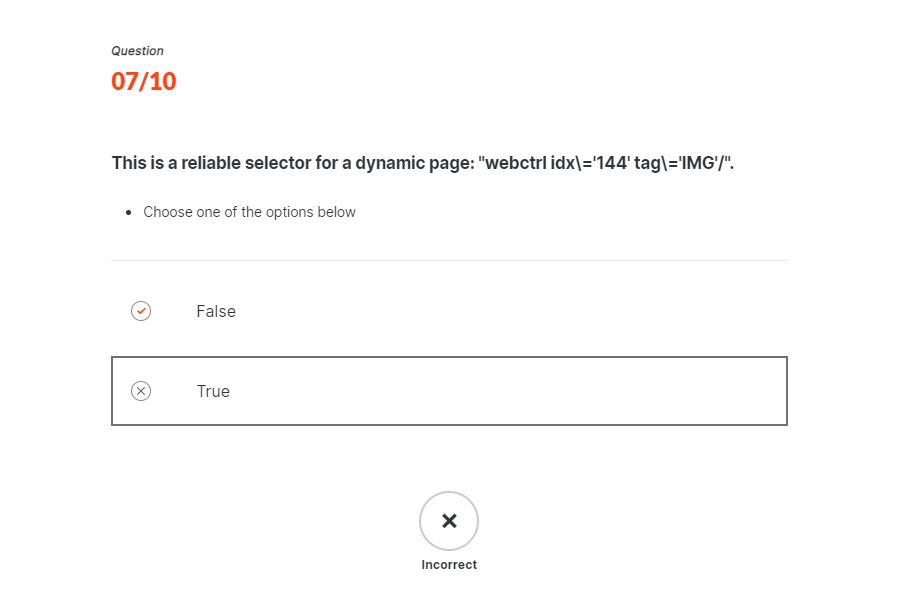 Question
07/10
This is a reliable selector for a dynamic page: "webctrl idx\='144' tag\='IMG'/".
Choose one of the options below
False
True
Incorrect